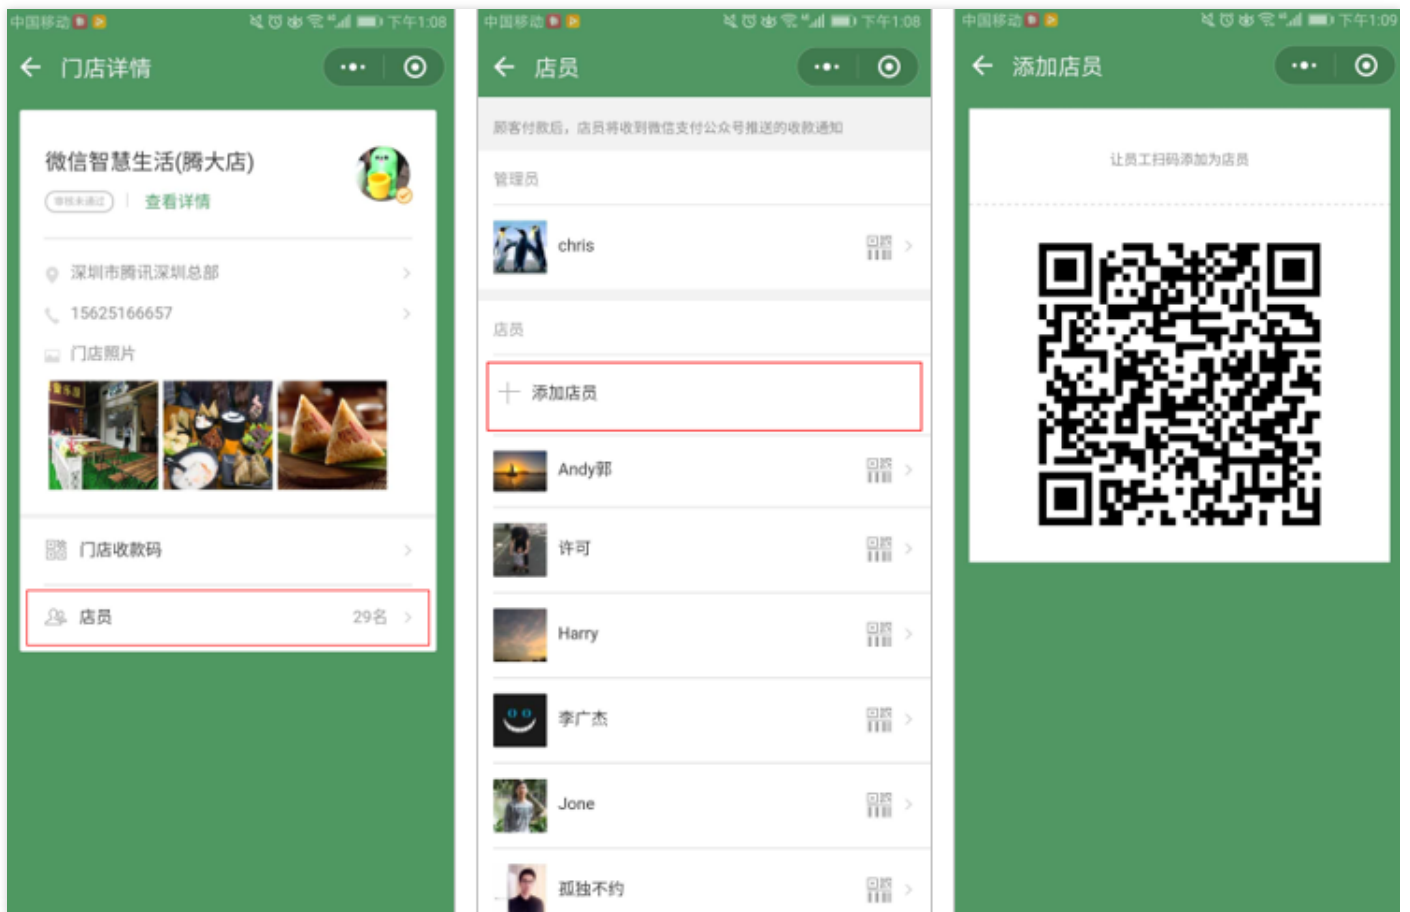 中国移动
下午1:08
门店详情
微信智慧生活(腾大店)
审核未通过
查看详情
深圳市腾讯深圳总部
15625166657
门店照片
门店收款码
店员
29名
中国移动
下午1:08
店员
顾客付款后，店员将收到微信支付公众号推送的收款通知
管理员
chris
店员
添加店员
Andy郭
许可
Harry
李广杰
Jone
孤独不约
中国移动
下午1:09
添加店员
让员工扫码添加为店员